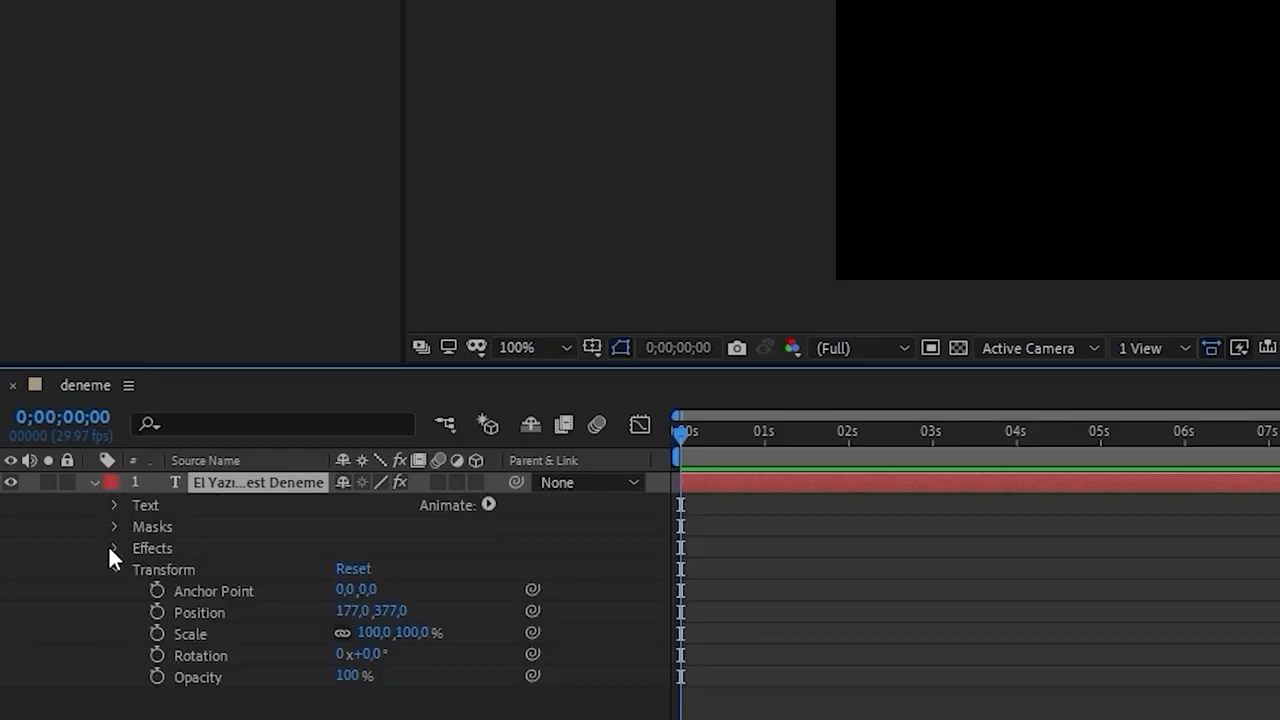 100%
0;00;00;00
(Full)
Active Camera
1 View
deneme
0;00;00;00
00000 (29.97 fps)
00s 01s 02s 03s 04s 05s 06s 07s
# . Source Name fx Parent & Link
1 T El Yazı...est Deneme fx None
Text Animate:
Masks
Effects
Transform Reset
Anchor Point 0,0,0,0
Position 177,0,377,0
Scale 100,0,100,0%
Rotation 0x+0,0°
Opacity 100%